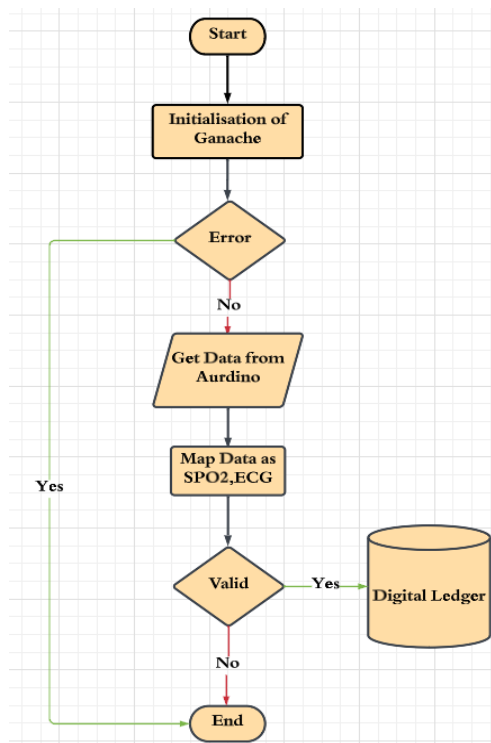 Start
Initialisation of
Ganache
Error
No
Get Data from
Aurdino
Map Data as
SPO2,ECG
Yes
Valid
Yes
Digital Ledger
No
End